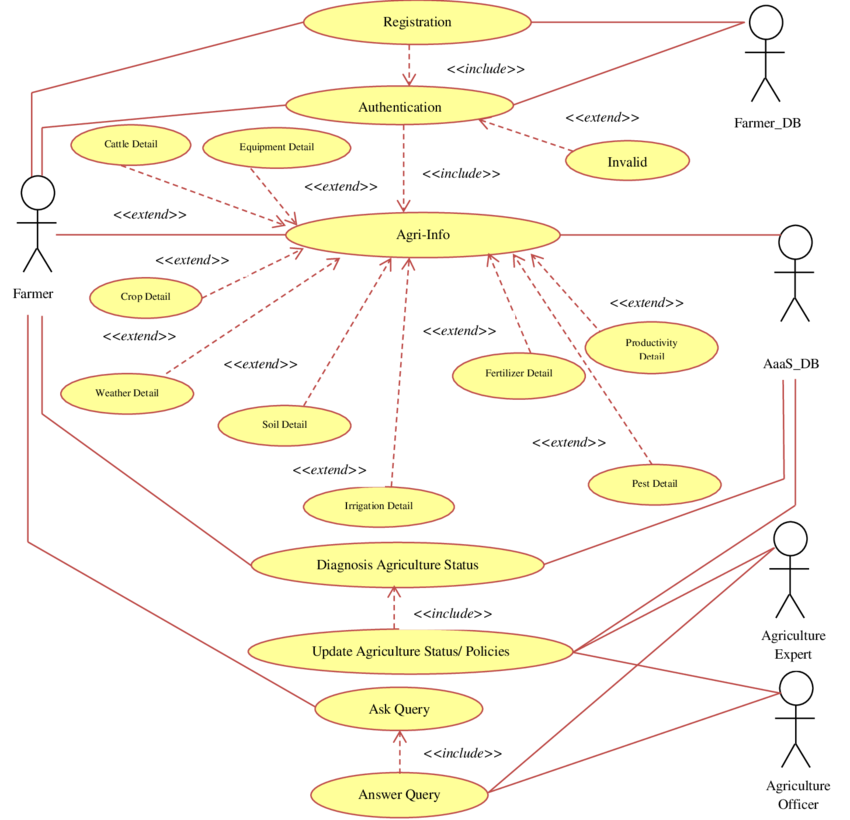 Registration
<<include>>
Farmer_DB
Authentication
<<extend>>
Cattle Detail
Equipment Detail
Invalid
<<include>>
<<extend>>
<<extend>>
Agri-Info
<<extend>>
Farmer
Crop Detail
<<extend>>
<<extend>>
<<extend>>
<<extend>>
Productivity
Detail
AaaS_DB
Fertilizer Detail
Weather Detail
Soil Detail
<<extend>>
<<extend>>
Pest Detail
Irrigation Detail
Diagnosis Agriculture Status
<<include>>
Agriculture
Expert
Update Agriculture Status/ Policies
Ask Query
<<include>>
Agriculture
Officer
Answer Query